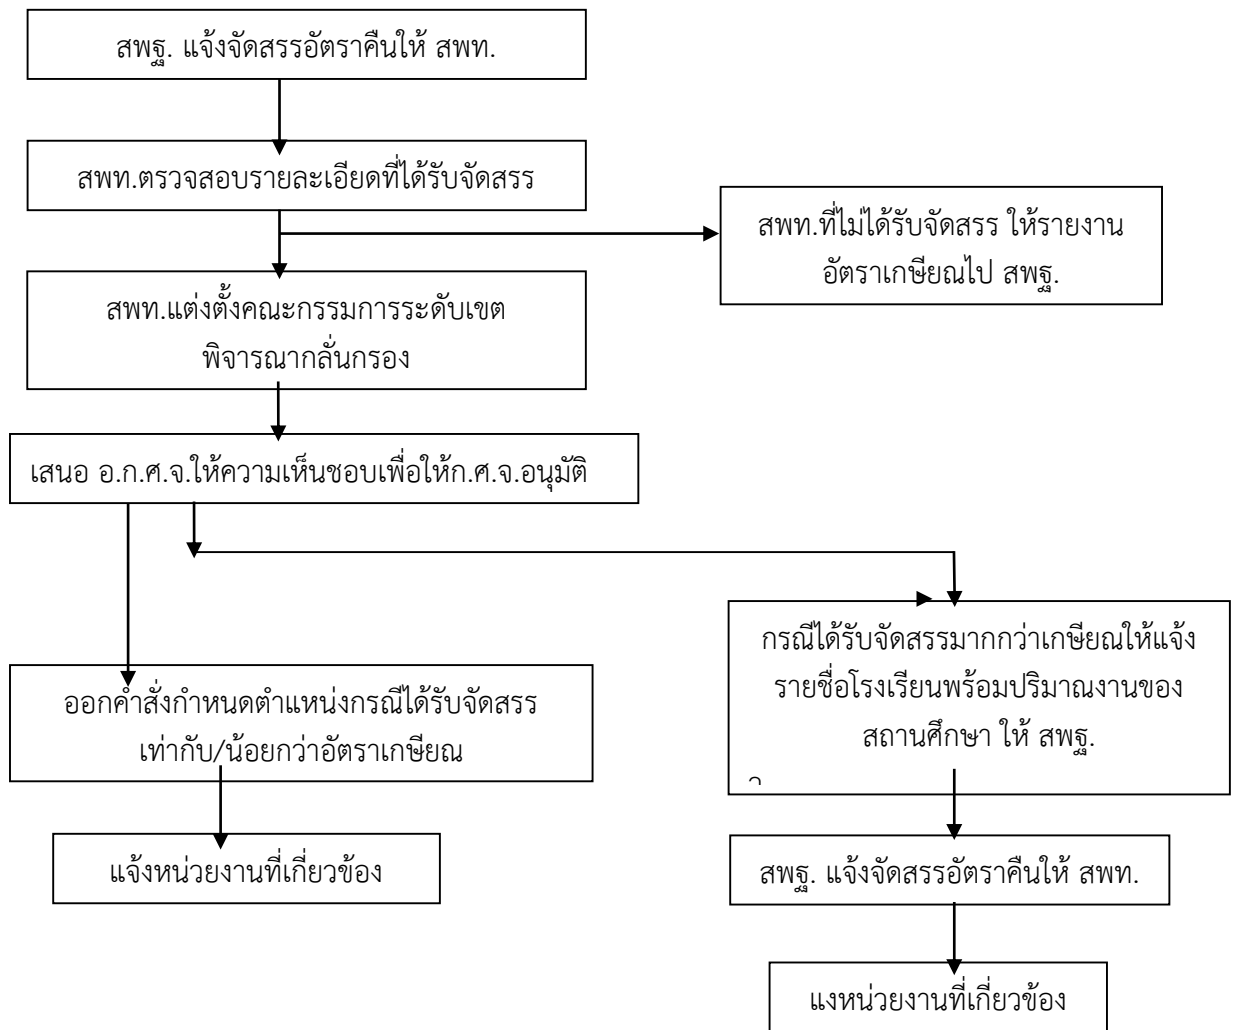 สพฐ. แจ้งจัดสรรอัตราคืนให้ สพท.
สพท.ตรวจสอบรายละเอียดที่ได้รับจัดสรร
สพท.ที่ไม่ได้รับจัดสรร ให้รายงาน
อัตราเกษียณไป สพฐ.
สพท.แต่งตั้งคณะกรรมการระดับเขต
พิจารณากลั่นกรอง
เสนอ อ.ก.ศ.จ.ให้ความเห็นชอบเพื่อให้ก.ศ.จ.อนุมัติ
กรณีได้รับจัดสรรมากกว่าเกษียณให้แจ้ง
รายชื่อโรงเรียนพร้อมปริมาณงานของ
สถานศึกษา ให้ สพฐ.
ออกคำสั่งกำหนดตำแหน่งกรณีได้รับจัดสรร
เท่ากับ/น้อยกว่าอัตราเกษียณ
แจ้งหน่วยงานที่เกี่ยวข้อง
สพฐ. แจ้งจัดสรรอัตราคืนให้ สพท.
แงหน่วยงานที่เกี่ยวข้อง